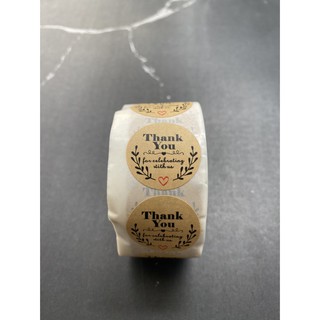 Thank
You
for celebrating
with us
Thank
You
for celebrating
with us